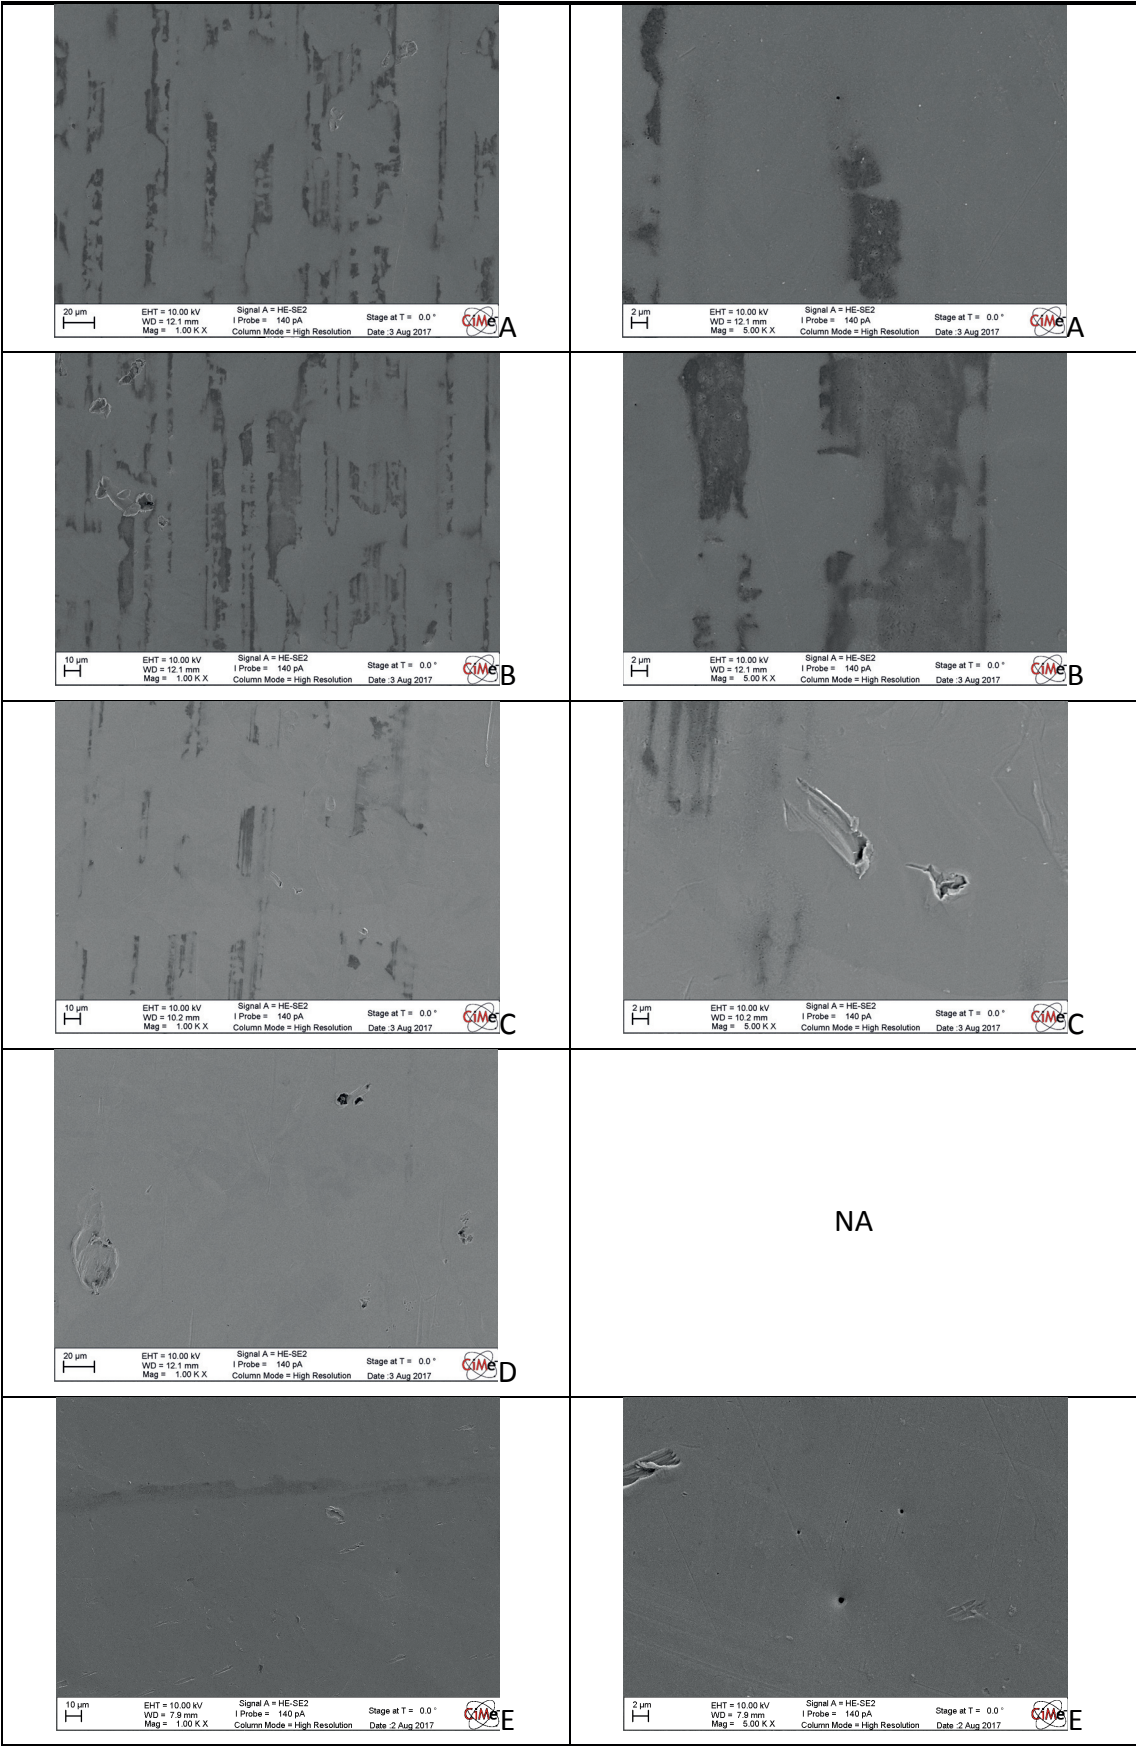 20 µm EHT = 10.00 kV Signal A = HE-SE2 Stage at T = 0.0 °
WD = 12.1 mm I Probe = 140 pA
Mag = 1.00 K X Column Mode = High Resolution Date :3 Aug 2017 CiMe A
2 µm EHT = 10.00 kV Signal A = HE-SE2 Stage at T = 0.0 °
WD = 12.1 mm I Probe = 140 pA
Mag = 5.00 K X Column Mode = High Resolution Date :3 Aug 2017 CiMe A
10 µm EHT = 10.00 kV Signal A = HE-SE2 Stage at T = 0.0 °
WD = 12.1 mm I Probe = 140 pA
Mag = 1.00 K X Column Mode = High Resolution Date :3 Aug 2017 CiMe B
2 µm EHT = 10.00 kV Signal A = HE-SE2 Stage at T = 0.0 °
WD = 12.1 mm I Probe = 140 pA
Mag = 5.00 K X Column Mode = High Resolution Date :3 Aug 2017 CiMe B
10 µm EHT = 10.00 kV Signal A = HE-SE2 Stage at T = 0.0 °
WD = 10.2 mm I Probe = 140 pA
Mag = 1.00 K X Column Mode = High Resolution Date :3 Aug 2017 CiMe C
2 µm EHT = 10.00 kV Signal A = HE-SE2 Stage at T = 0.0 °
WD = 10.2 mm I Probe = 140 pA
Mag = 5.00 K X Column Mode = High Resolution Date :3 Aug 2017 CiMe C
20 µm EHT = 10.00 kV Signal A = HE-SE2 Stage at T = 0.0 °
WD = 12.1 mm I Probe = 140 pA
Mag = 1.00 K X Column Mode = High Resolution Date :3 Aug 2017 CiMe D
NA
10 µm EHT = 10.00 kV Signal A = HE-SE2 Stage at T = 0.0 °
WD = 7.9 mm I Probe = 140 pA
Mag = 1.00 K X Column Mode = High Resolution Date :2 Aug 2017 CiMe E
2 µm EHT = 10.00 kV Signal A = HE-SE2 Stage at T = 0.0 °
WD = 7.9 mm I Probe = 140 pA
Mag = 5.00 K X Column Mode = High Resolution Date :2 Aug 2017 CiMe E